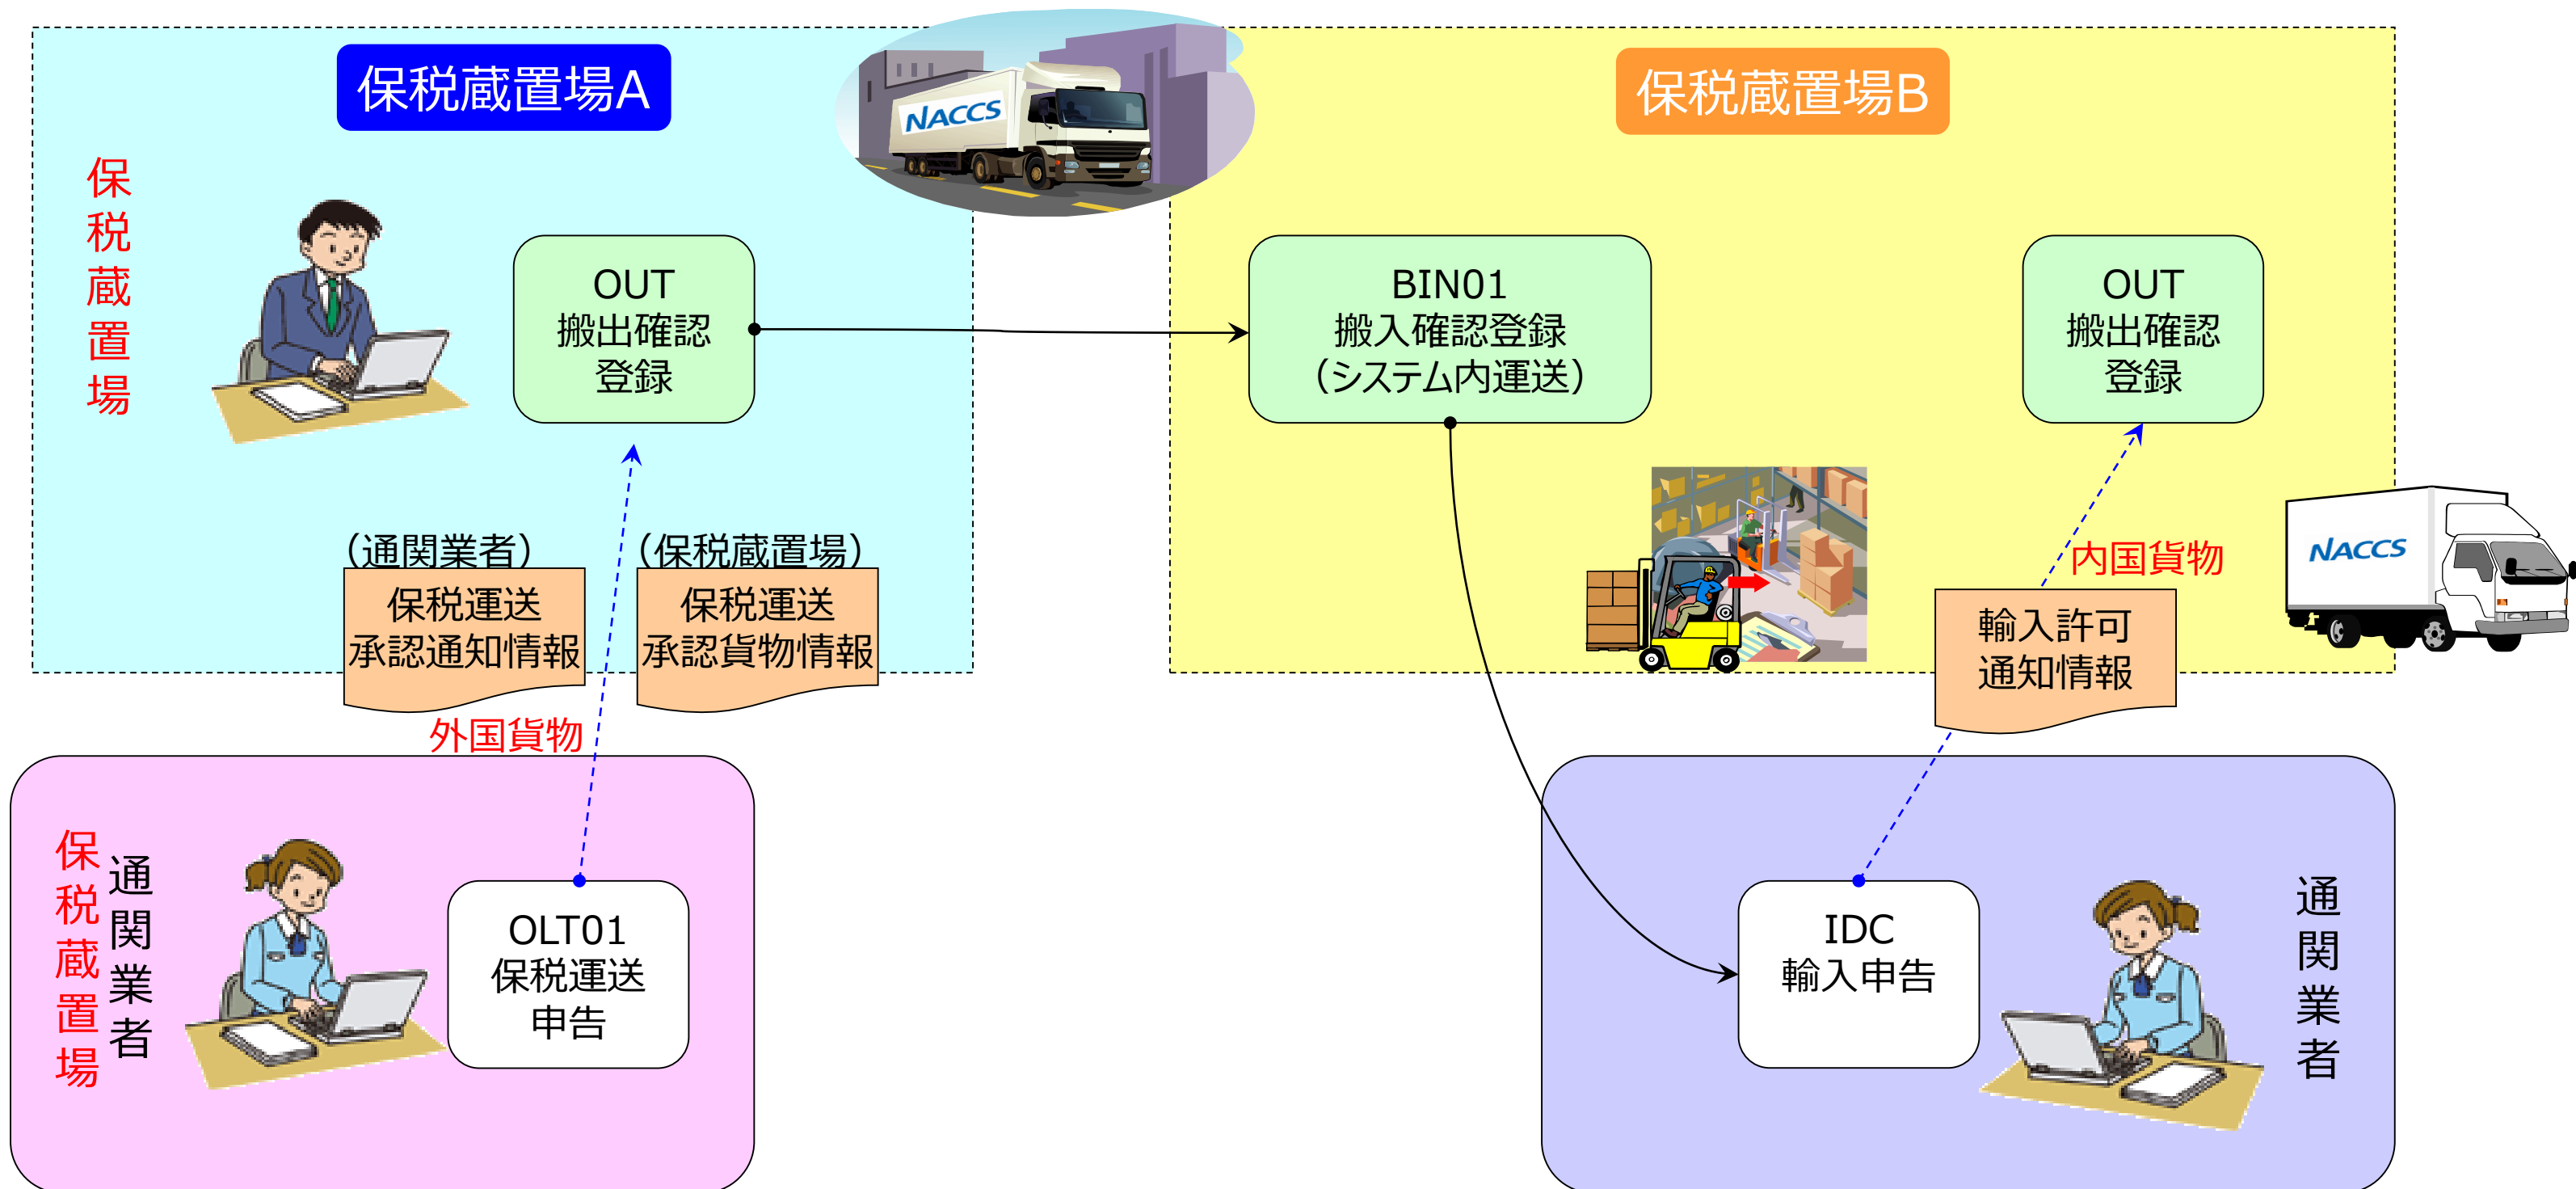 保税蔵置場A
NACCS
保税蔵置場B
保税蔵置場
OUT
搬出確認
登録
BIN01
搬入確認登録
（システム内運送）
OUT
搬出確認
登録
（通関業者）
保税運送
承認通知情報
（保税蔵置場）
保税運送
承認貨物情報
外国貨物
内国貨物
輸入許可
通知情報
NACCS
保税蔵置場
通関業者
OLT01
保税運送
申告
IDC
輸入申告
通関業者